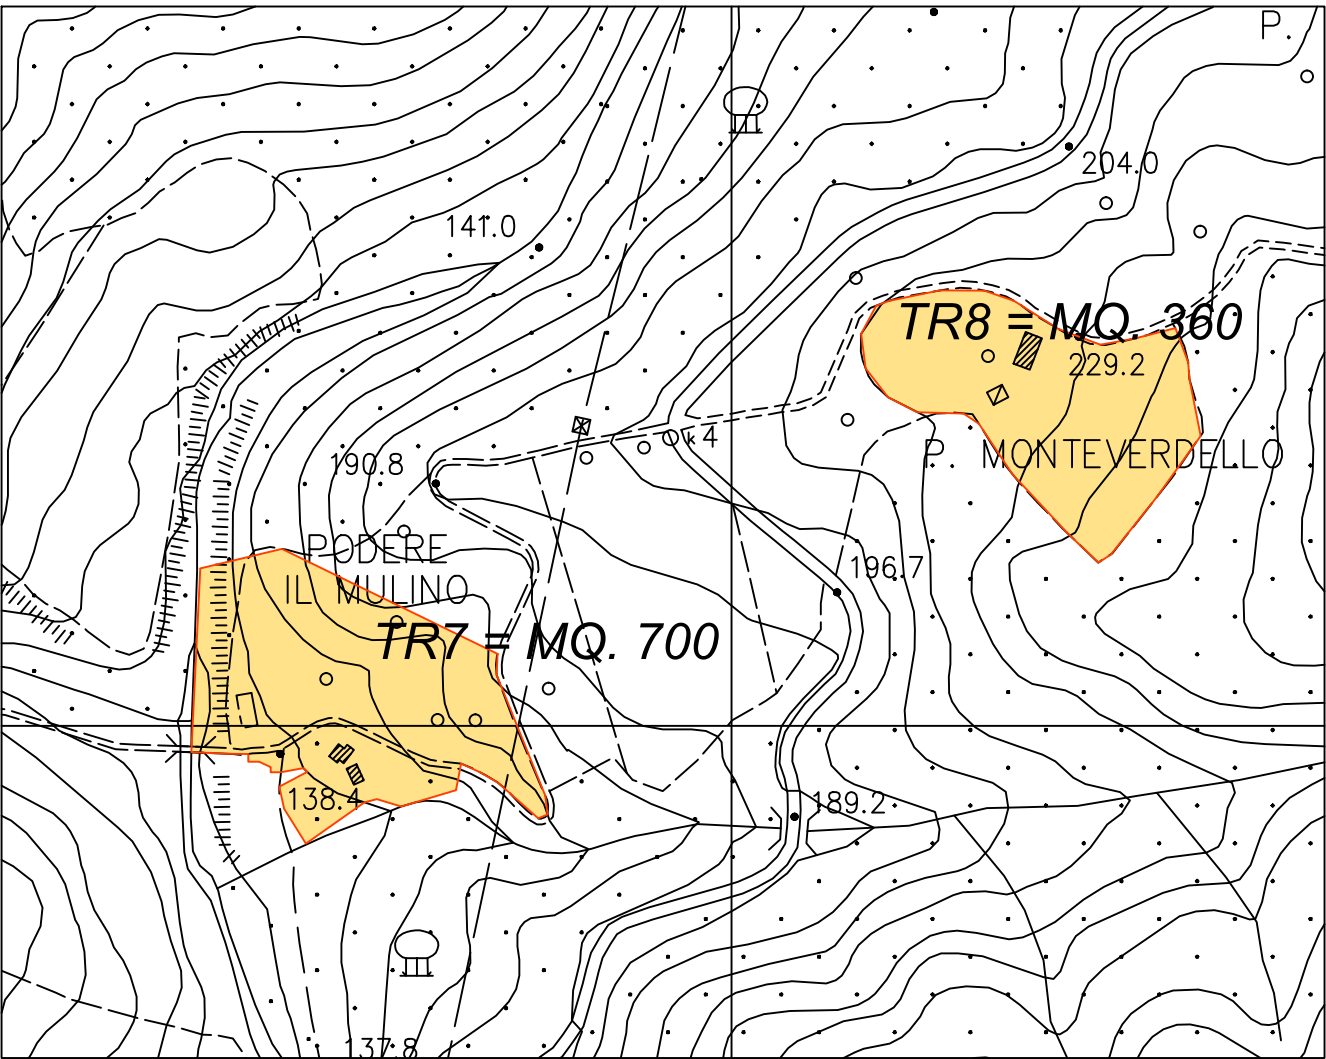 P.
204.0
141.0
TR8 = MQ. 360
229.2
k 4
P. MONTEVERDELLO
190.8
PODERE
IL MULINO
196.7
TR7 = MQ. 700
138.4
189.2
137.8